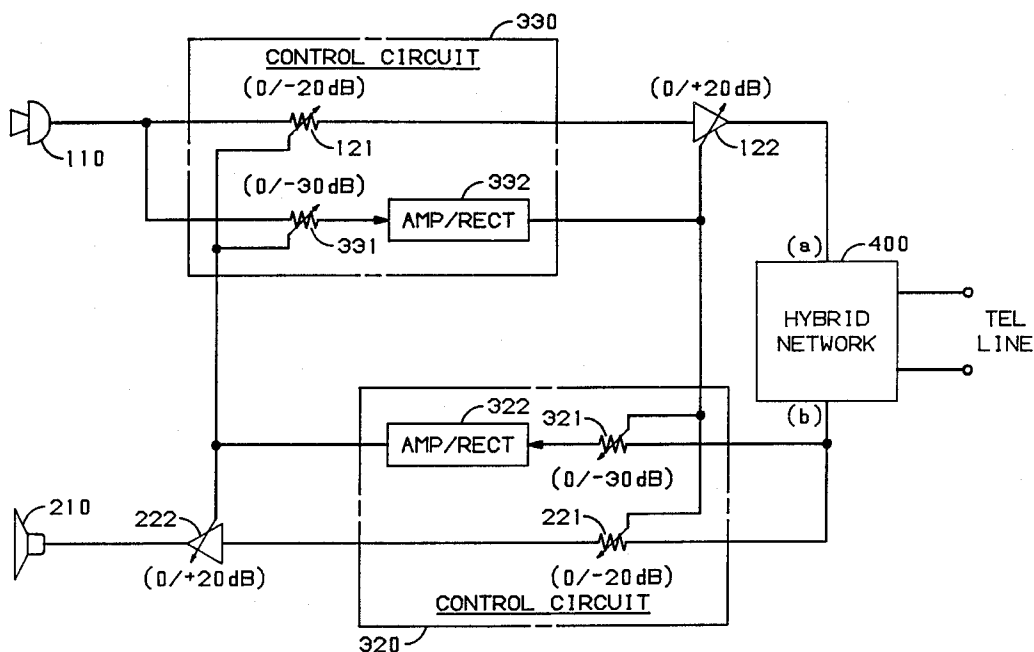 330
CONTROL CIRCUIT
(0/-20dB)
(0/+20dB)
110
121
122
(0/-30dB)
332
AMP/RECT
331
(a)
400
HYBRID
NETWORK
TEL
LINE
(b)
322
321
AMP/RECT
(0/-30dB)
210
222
221
(0/+20dB)
(0/-20dB)
CONTROL CIRCUIT
320